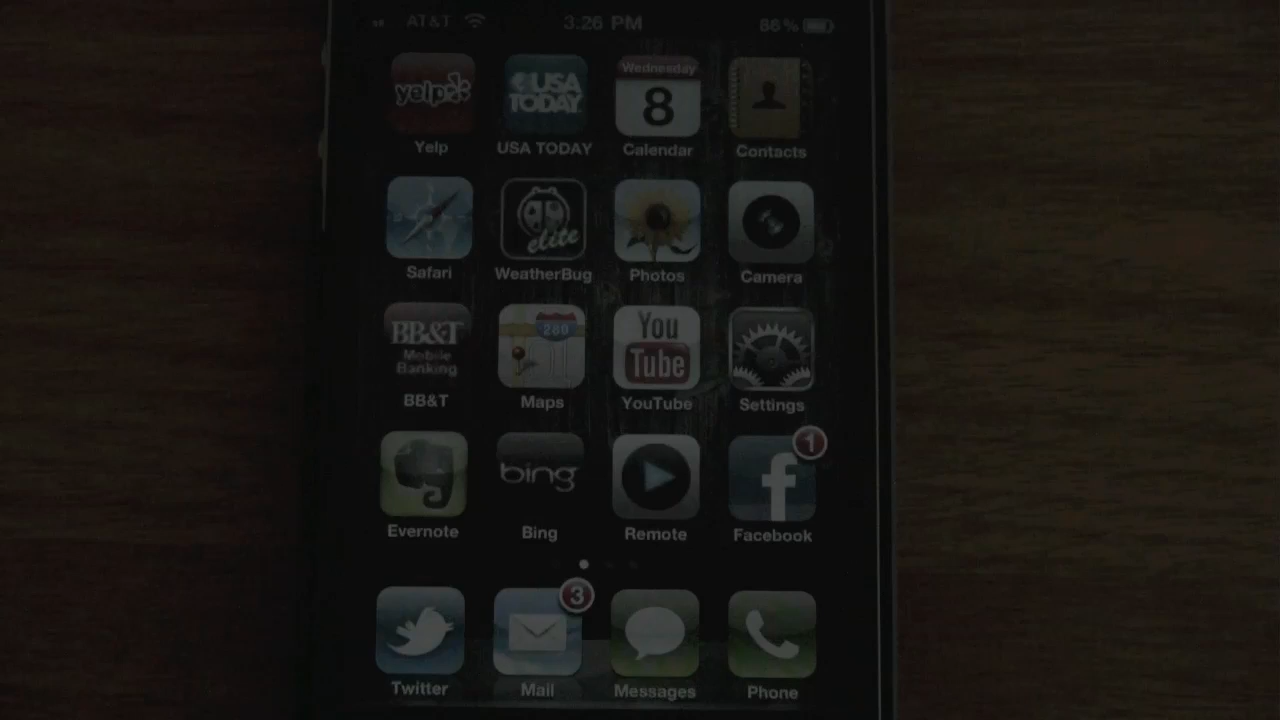 AT&T 3:26 PM 86%
yelp USA TODAY Wednesday 8
Yelp USA TODAY Calendar Contacts
elite
Safari WeatherBug Photos Camera
BB&T Mobile Banking 280 You Tube
BB&T Maps YouTube Settings
bing f 1
Evernote Bing Remote Facebook
3
Twitter Mail Messages Phone